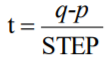 t = q-p
STEP